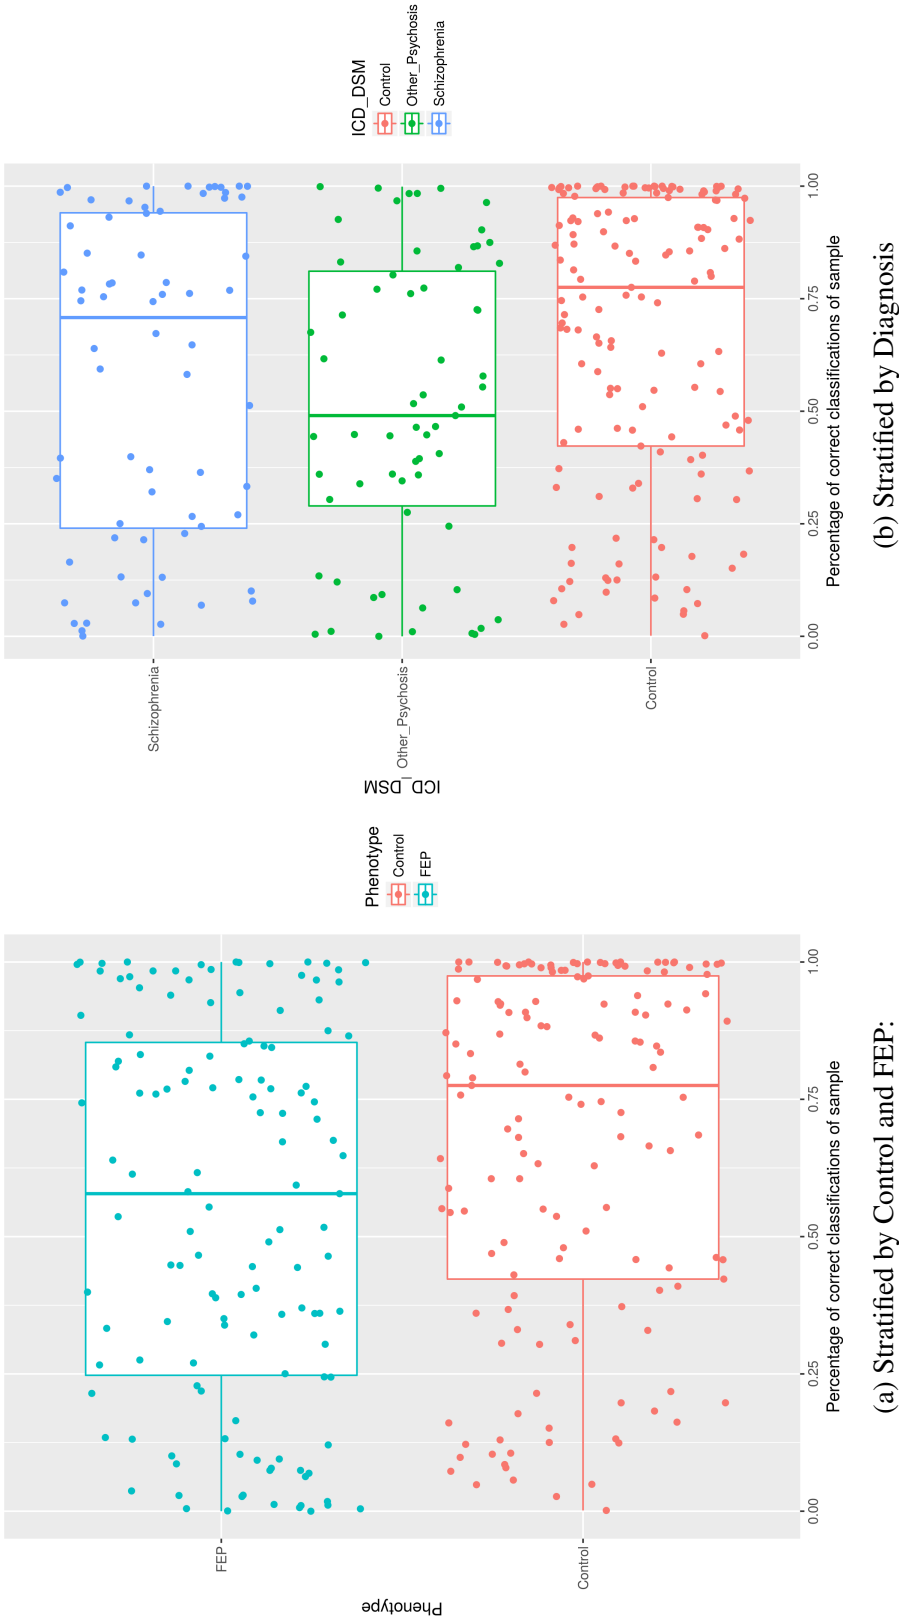 Phenotype
FEP
Control
0.00
0.25
0.50
0.75
1.00
Percentage of correct classifications of sample
Phenotype
Control
FEP
(a) Stratified by Control and FEP:
ICD_DSM
Schizophrenia
Other_Psychosis
Control
0.00
0.25
0.50
0.75
1.00
Percentage of correct classifications of sample
ICD_DSM
Control
Other_Psychosis
Schizophrenia
(b) Stratified by Diagnosis